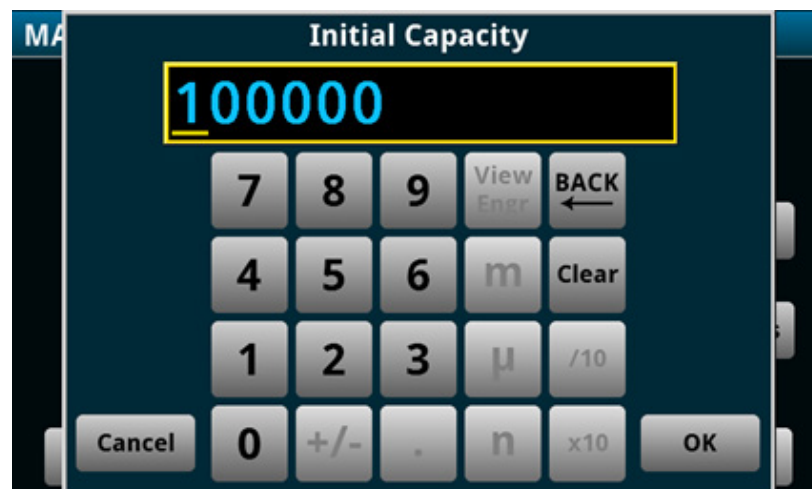 MA
Initial Capacity
100000
7 8 9 View Engr BACK
4 5 6 m Clear
1 2 3 µ /10
Cancel 0 +/- . n x10 OK
s